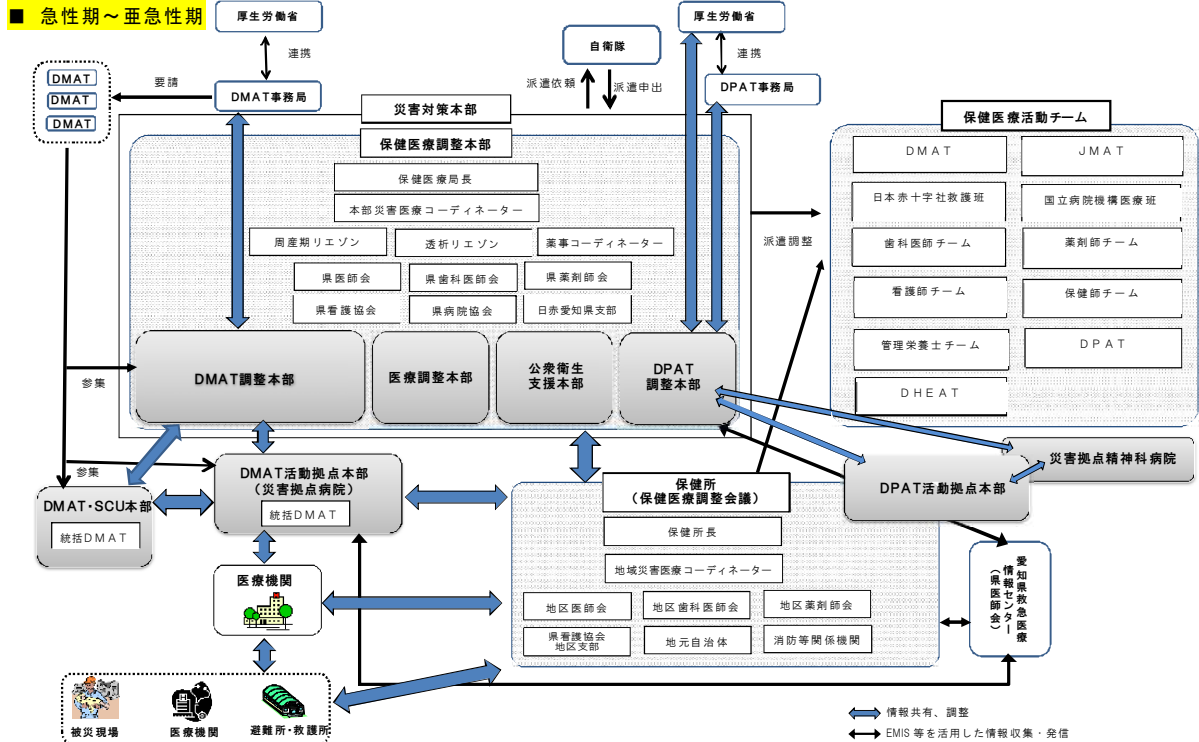 ■ 急性期～亜急性期
厚生労働省
連携
DMAT事務局
要請
DMAT
DMAT
DMAT
自衛隊
派遣依頼
派遣申出
厚生労働省
連携
DPAT事務局
災害対策本部
保健医療調整本部
保健医療局長
本部災害医療コーディネーター
周産期リエゾン
透析リエゾン
薬事コーディネーター
県医師会
県歯科医師会
県薬剤師会
県看護協会
県病院協会
日赤愛知県支部
DMAT調整本部
医療調整本部
公衆衛生
支援本部
DPAT
調整本部
派遣調整
保健医療活動チーム
DMAT
JMAT
日本赤十字社救護班
国立病院機構医療班
歯科医師チーム
薬剤師チーム
看護師チーム
保健師チーム
管理栄養士チーム
DPAT
DHEAT
参集
参集
DMAT・SCU本部
統括DMAT
DMAT活動拠点本部
（災害拠点病院）
統括DMAT
保健所
（保健医療調整会議）
保健所長
地域災害医療コーディネーター
地区医師会
地区歯科医師会
地区薬剤師会
県看護協会
地区支部
地元自治体
消防等関係機関
DPAT活動拠点本部
災害拠点精神科病院
愛知県救急医療
情報センター
（県医師会）
医療機関
被災現場
医療機関
避難所・救護所
情報共有、調整
EMIS等を活用した情報収集・発信